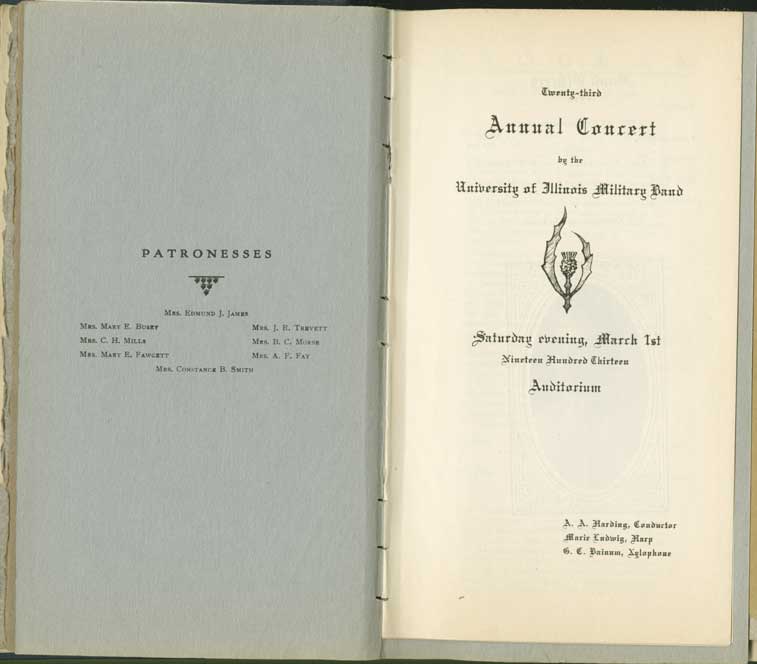 PATRONESSES
Mrs. Edmund J. James
Mrs. Mary E. Busey
Mrs. J. R. Trevett
Mrs. C. H. Mills
Mrs. B. C. Morse
Mrs. Mary E. Fawcett
Mrs. A. F. Fay
Mrs. Constance B. Smith
Twenty-third
Annual Concert
by the
University of Illinois Military Band
Saturday evening, March 1st
Nineteen Hundred Thirteen
Auditorium
A. A. Harding, Conductor
Marie Ludwig, Harp
G. C. Bainum, Xylophone